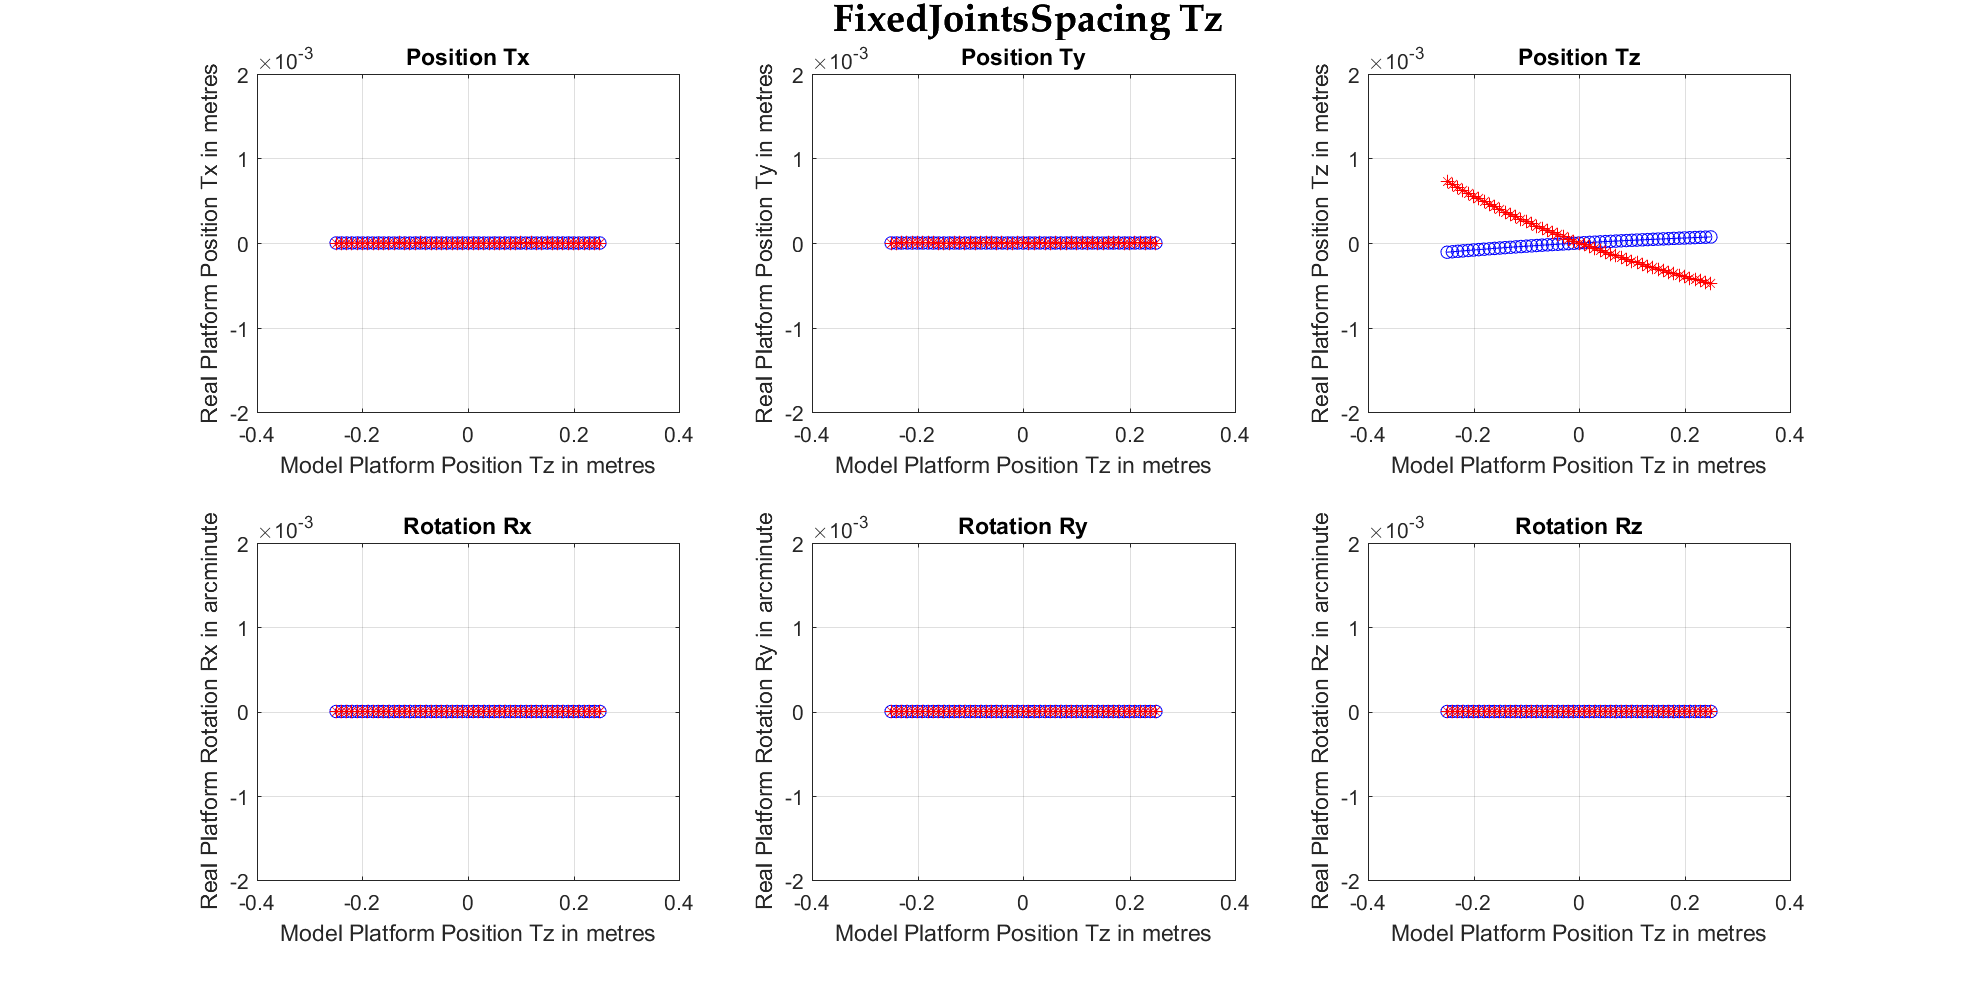 FixedJointsSpacing Tz
Position Tx
×10-3
Real Platform Position Tx in metres
2
1
0
-1
-2
-0.4 -0.2 0 0.2 0.4
Model Platform Position Tz in metres
Position Ty
×10-3
Real Platform Position Ty in metres
2
1
0
-1
-2
-0.4 -0.2 0 0.2 0.4
Model Platform Position Tz in metres
Position Tz
×10-3
Real Platform Position Tz in metres
2
1
0
-1
-2
-0.4 -0.2 0 0.2 0.4
Model Platform Position Tz in metres
Rotation Rx
×10-3
Real Platform Rotation Rx in arcminute
2
1
0
-1
-2
-0.4 -0.2 0 0.2 0.4
Model Platform Position Tz in metres
Rotation Ry
×10-3
Real Platform Rotation Ry in arcminute
2
1
0
-1
-2
-0.4 -0.2 0 0.2 0.4
Model Platform Position Tz in metres
Rotation Rz
×10-3
Real Platform Rotation Rz in arcminute
2
1
0
-1
-2
-0.4 -0.2 0 0.2 0.4
Model Platform Position Tz in metres